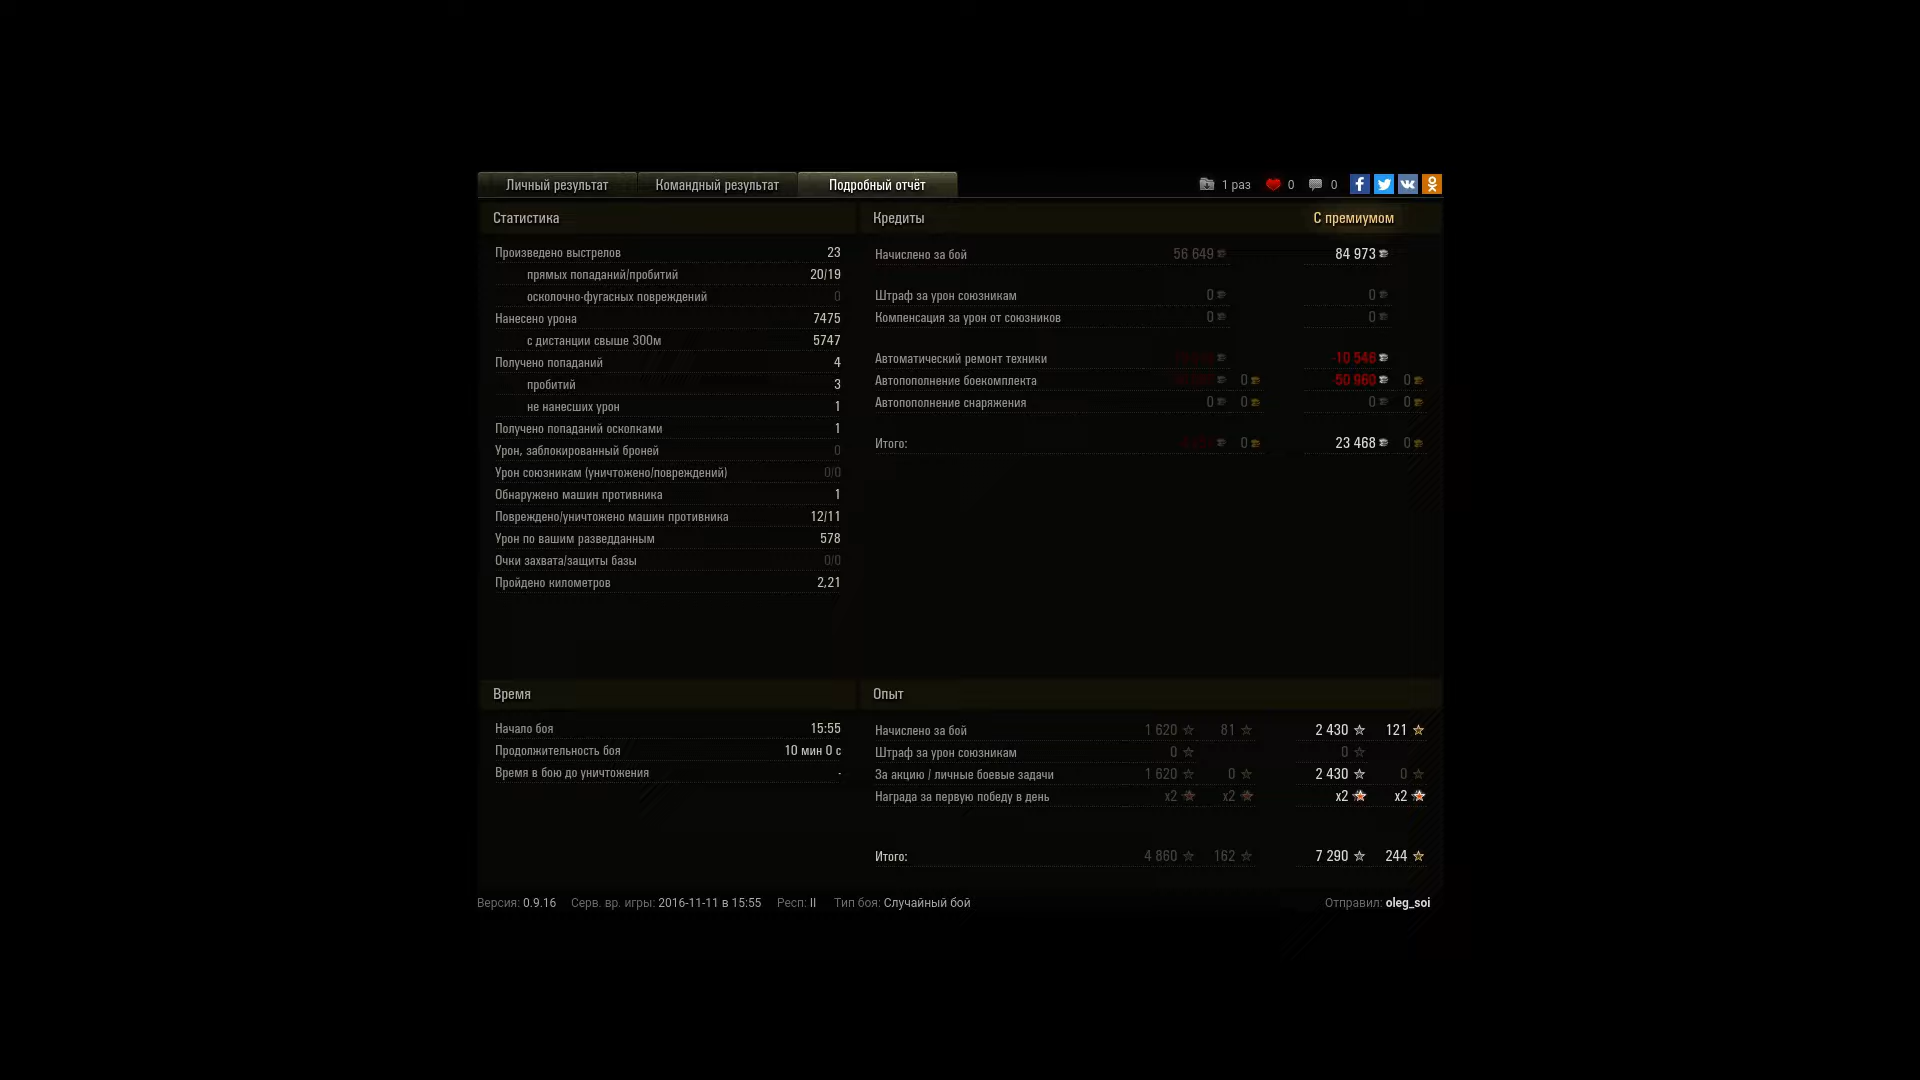 Личный результат Командный результат Подробный отчёт 1 раз 0 0
Статистика
Произведено выстрелов 23
прямых попаданий/пробитий 20/19
осколочно-фугасных повреждений 0
Нанесено урона 7475
с дистанции свыше 300м 5747
Получено попаданий 4
пробитий 3
не нанесших урон 1
Получено попаданий осколками 1
Урон, заблокированный броней 0
Урон союзникам (уничтожено/повреждений) 0/0
Обнаружено машин противника 1
Повреждено/уничтожено машин противника 12/11
Урон по вашим разведданным 578
Очки захвата/защиты базы 0/0
Пройдено километров 2,21
Кредиты С премиумом
Начислено за бой 56 649 84 973
Штраф за урон союзникам 0 0
Компенсация за урон от союзников 0 0
Автоматический ремонт техники -10 546
Автопополнение боекомплекта 0 -50 960 0
Автопополнение снаряжения 0 0 0 0
Итого: 0 23 468 0
Время
Начало боя 15:55
Продолжительность боя 10 мин 0 с
Время в бою до уничтожения -
Опыт
Начислено за бой 1 620 81 2 430 121
Штраф за урон союзникам 0 0
За акцию / личные боевые задачи 1 620 0 2 430 0
Награда за первую победу в день x2 x2 x2 x2
Итого: 4 860 162 7 290 244
Версия: 0.9.16 Серв. вр. игры: 2016-11-11 в 15:55 Респ: II Тип боя: Случайный бой Отправил: oleg_soi